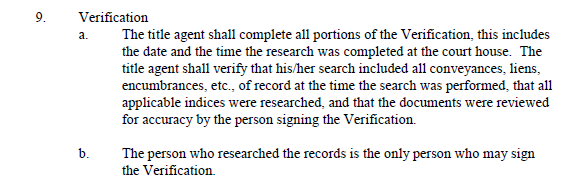 9. Verification
a. The title agent shall complete all portions of the Verification, this includes
the date and the time the research was completed at the court house. The
title agent shall verify that his/her search included all conveyances, liens,
encumbrances, etc., of record at the time the search was performed, that all
applicable indices were researched, and that the documents were reviewed
for accuracy by the person signing the Verification.
b. The person who researched the records is the only person who may sign
the Verification.